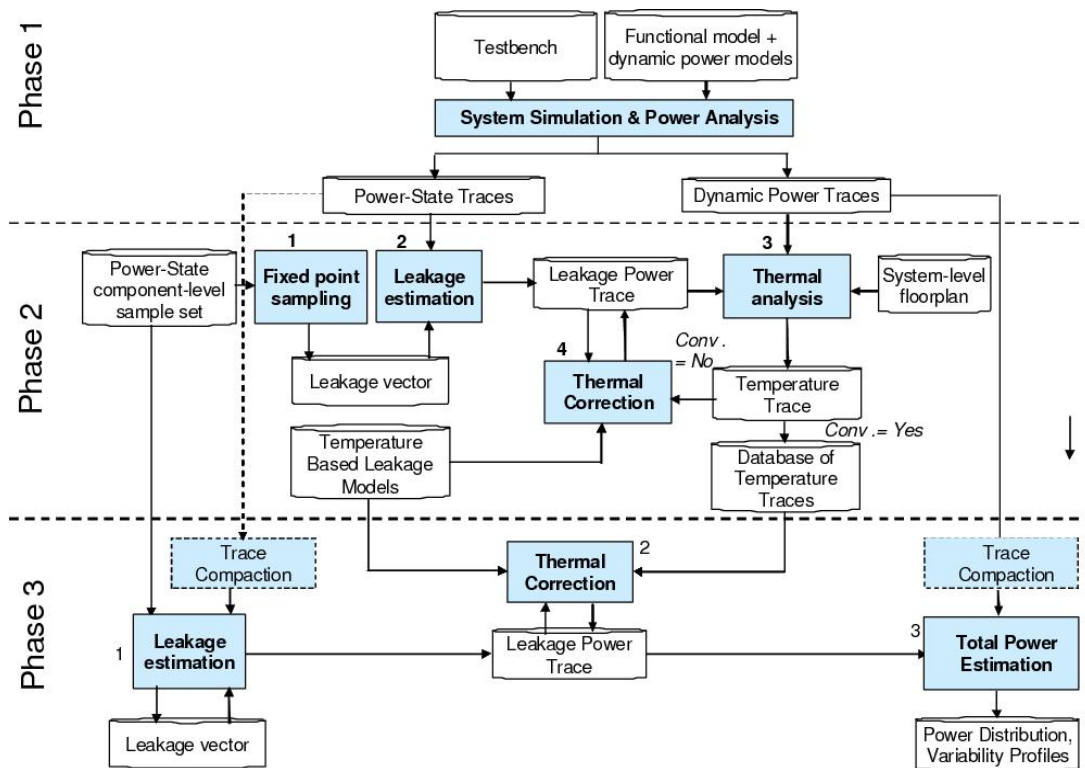 Phase 1
Testbench
Functional model +
dynamic power models
System Simulation & Power Analysis
Power-State Traces
Dynamic Power Traces
Phase 2
Power-State
component-level
sample set
1
Fixed point
sampling
2
Leakage
estimation
Leakage Power
Trace
3
Thermal
analysis
System-level
floorplan
Leakage vector
4
Thermal
Correction
Conv .
= No
Temperature
Trace
Conv .= Yes
Temperature
Based Leakage
Models
Database of
Temperature
Traces
Phase 3
Trace
Compaction
Thermal
Correction
2
Trace
Compaction
1
Leakage
estimation
Leakage Power
Trace
3
Total Power
Estimation
Leakage vector
Power Distribution,
Variability Profiles